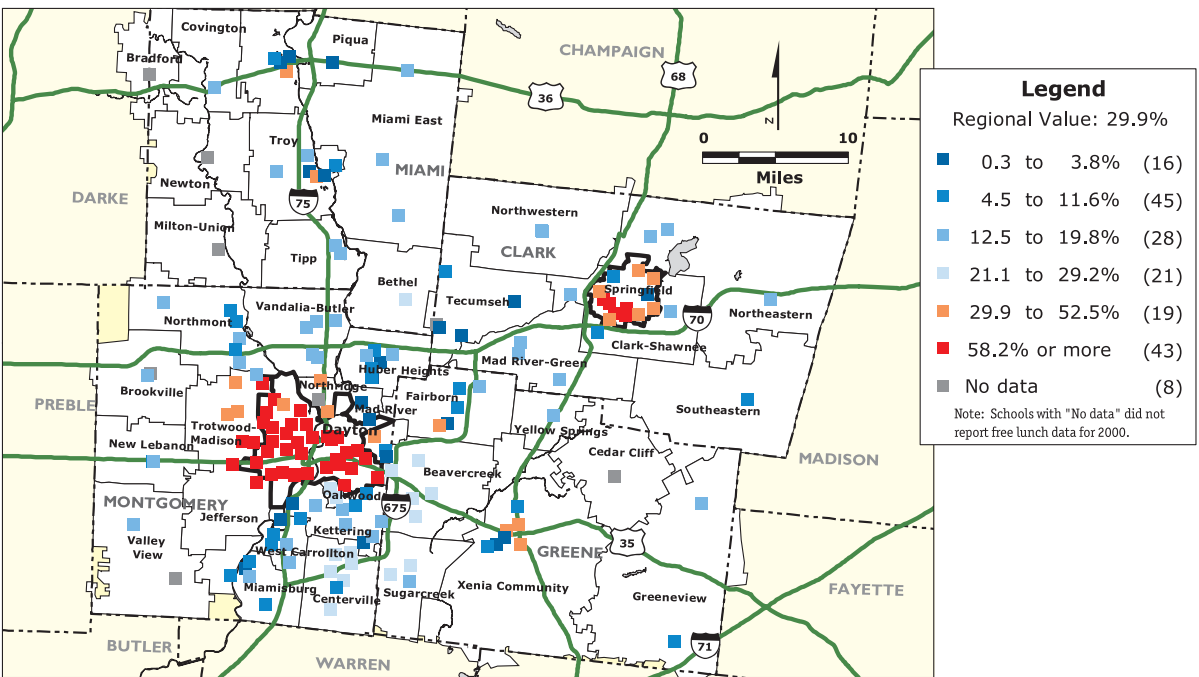 Covington
Piqua
Bradford
CHAMPAIGN
68
36
Miami East
Troy
MIAMI
N
0 10
Miles
Newton
DARKE
75
Milton-Union
Northwestern
CLARK
Tipp
Bethel
Tecumseh
Springfield
Vandalia-Butler
Northmont
70
Northeastern
Clark-Shawnee
Mad River-Green
Huber Heights
Brookville
Northridge
Fairborn
PREBLE
Mad River
Southeastern
Trotwood-
Madison
Dayton
Yellow Springs
New Lebanon
Cedar Cliff
MADISON
Beavercreek
MONTGOMERY
Oakwood
675
Jefferson
Kettering
Valley
View
West Carrollton
GREENE
35
Miamisburg
Centerville
Sugarcreek
Xenia Community
Greeneview
FAYETTE
BUTLER
WARREN
71
Legend
Regional Value: 29.9%
0.3 to 3.8% (16)
4.5 to 11.6% (45)
12.5 to 19.8% (28)
21.1 to 29.2% (21)
29.9 to 52.5% (19)
58.2% or more (43)
No data (8)
Note: Schools with "No data" did not
report free lunch data for 2000.